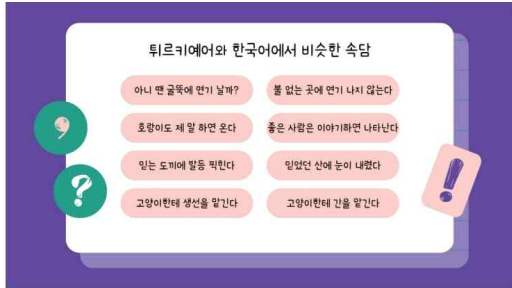 튀르키예어와 한국어에서 비슷한 속담
아니 땐 굴뚝에 연기 날까?
불 없는 곳에 연기 나지 않는다
호랑이도 제 말 하면 온다
좋은 사람은 이야기하면 나타난다
믿는 도끼에 발등 찍힌다
믿었던 산에 눈이 내렸다
고양이한테 생선을 맡긴다
고양이한테 간을 맡긴다